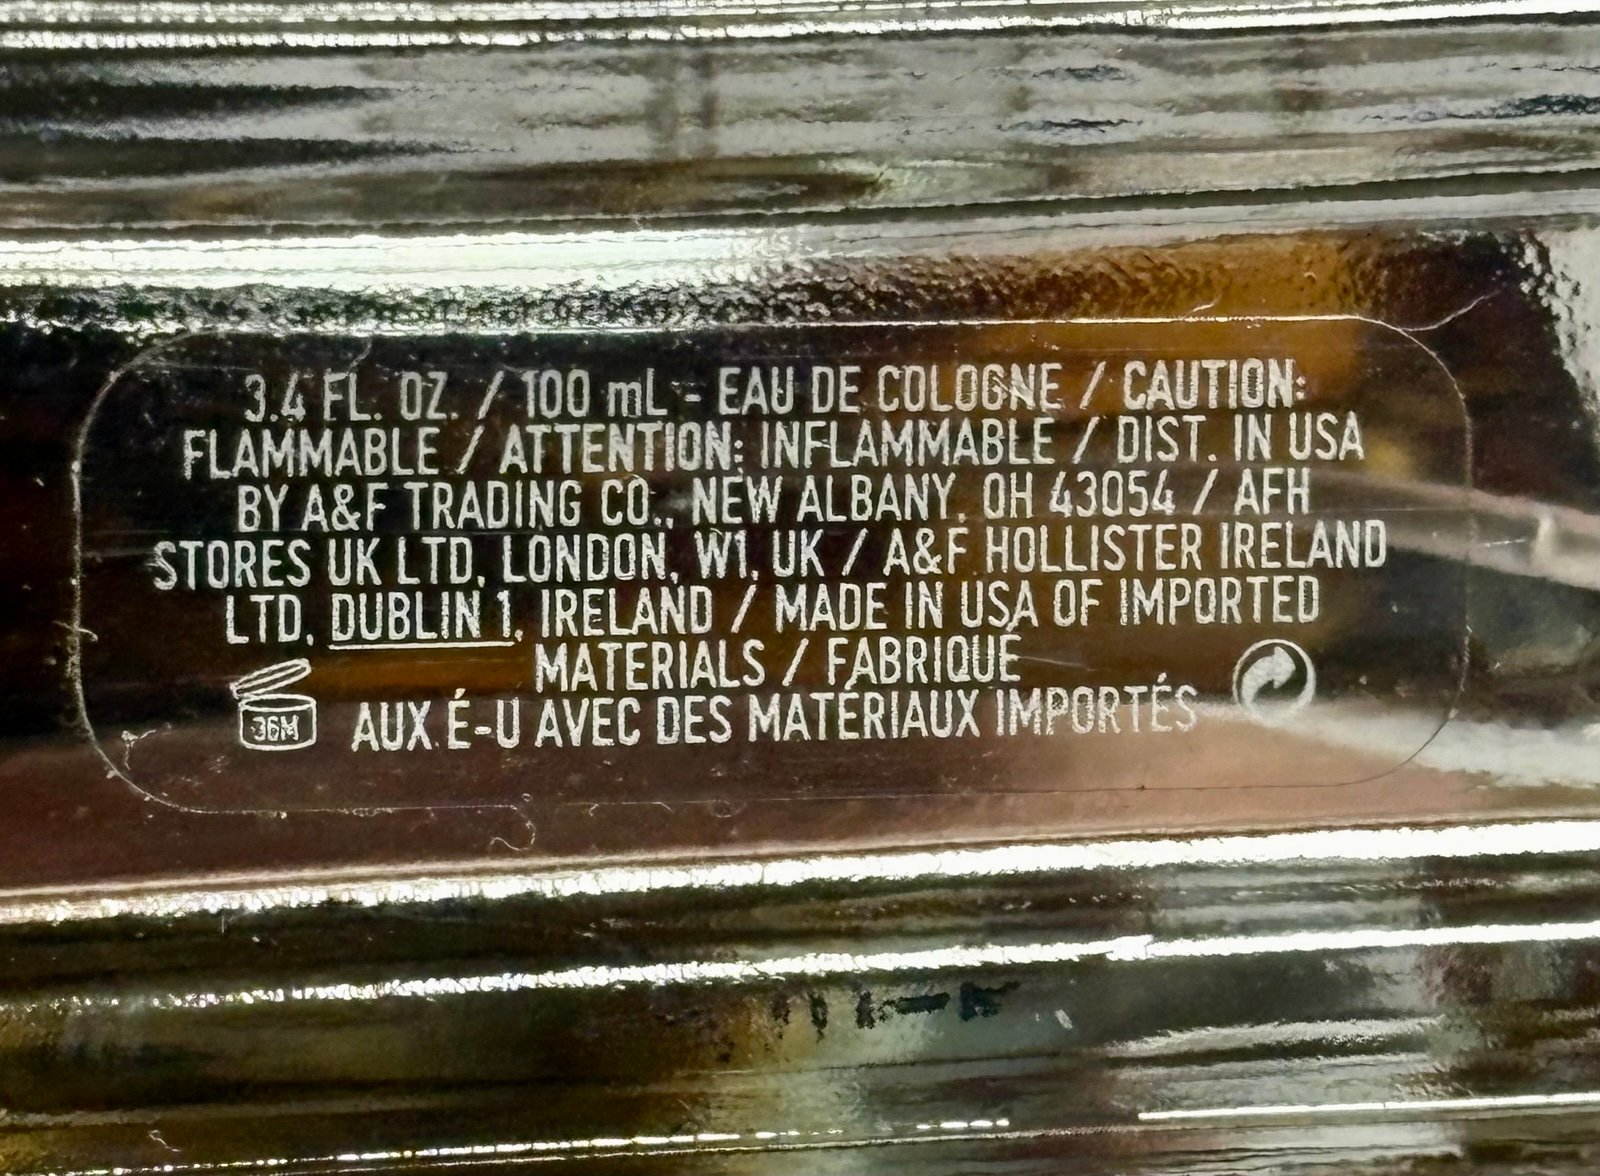 3.4 FL. OZ. / 100 mL - EAU DE COLOGNE / CAUTION:
FLAMMABLE / ATTENTION: INFLAMMABLE / DIST. IN USA
BY A&F TRADING CO., NEW ALBANY, OH 43054 / AFH
STORES UK LTD, LONDON, W1, UK / A&F HOLLISTER IRELAND
LTD, DUBLIN 1, IRELAND / MADE IN USA OF IMPORTED
MATERIALS / FABRIQUÉ
36M AUX É-U AVEC DES MATÉRIAUX IMPORTÉS